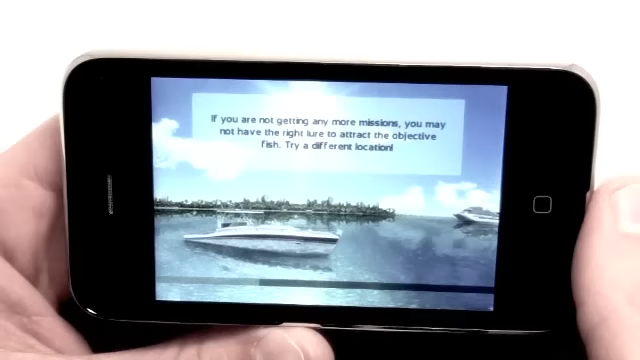 If you are not getting any more missions, you may
not have the right lure to attract the objective
fish. Try a different location!